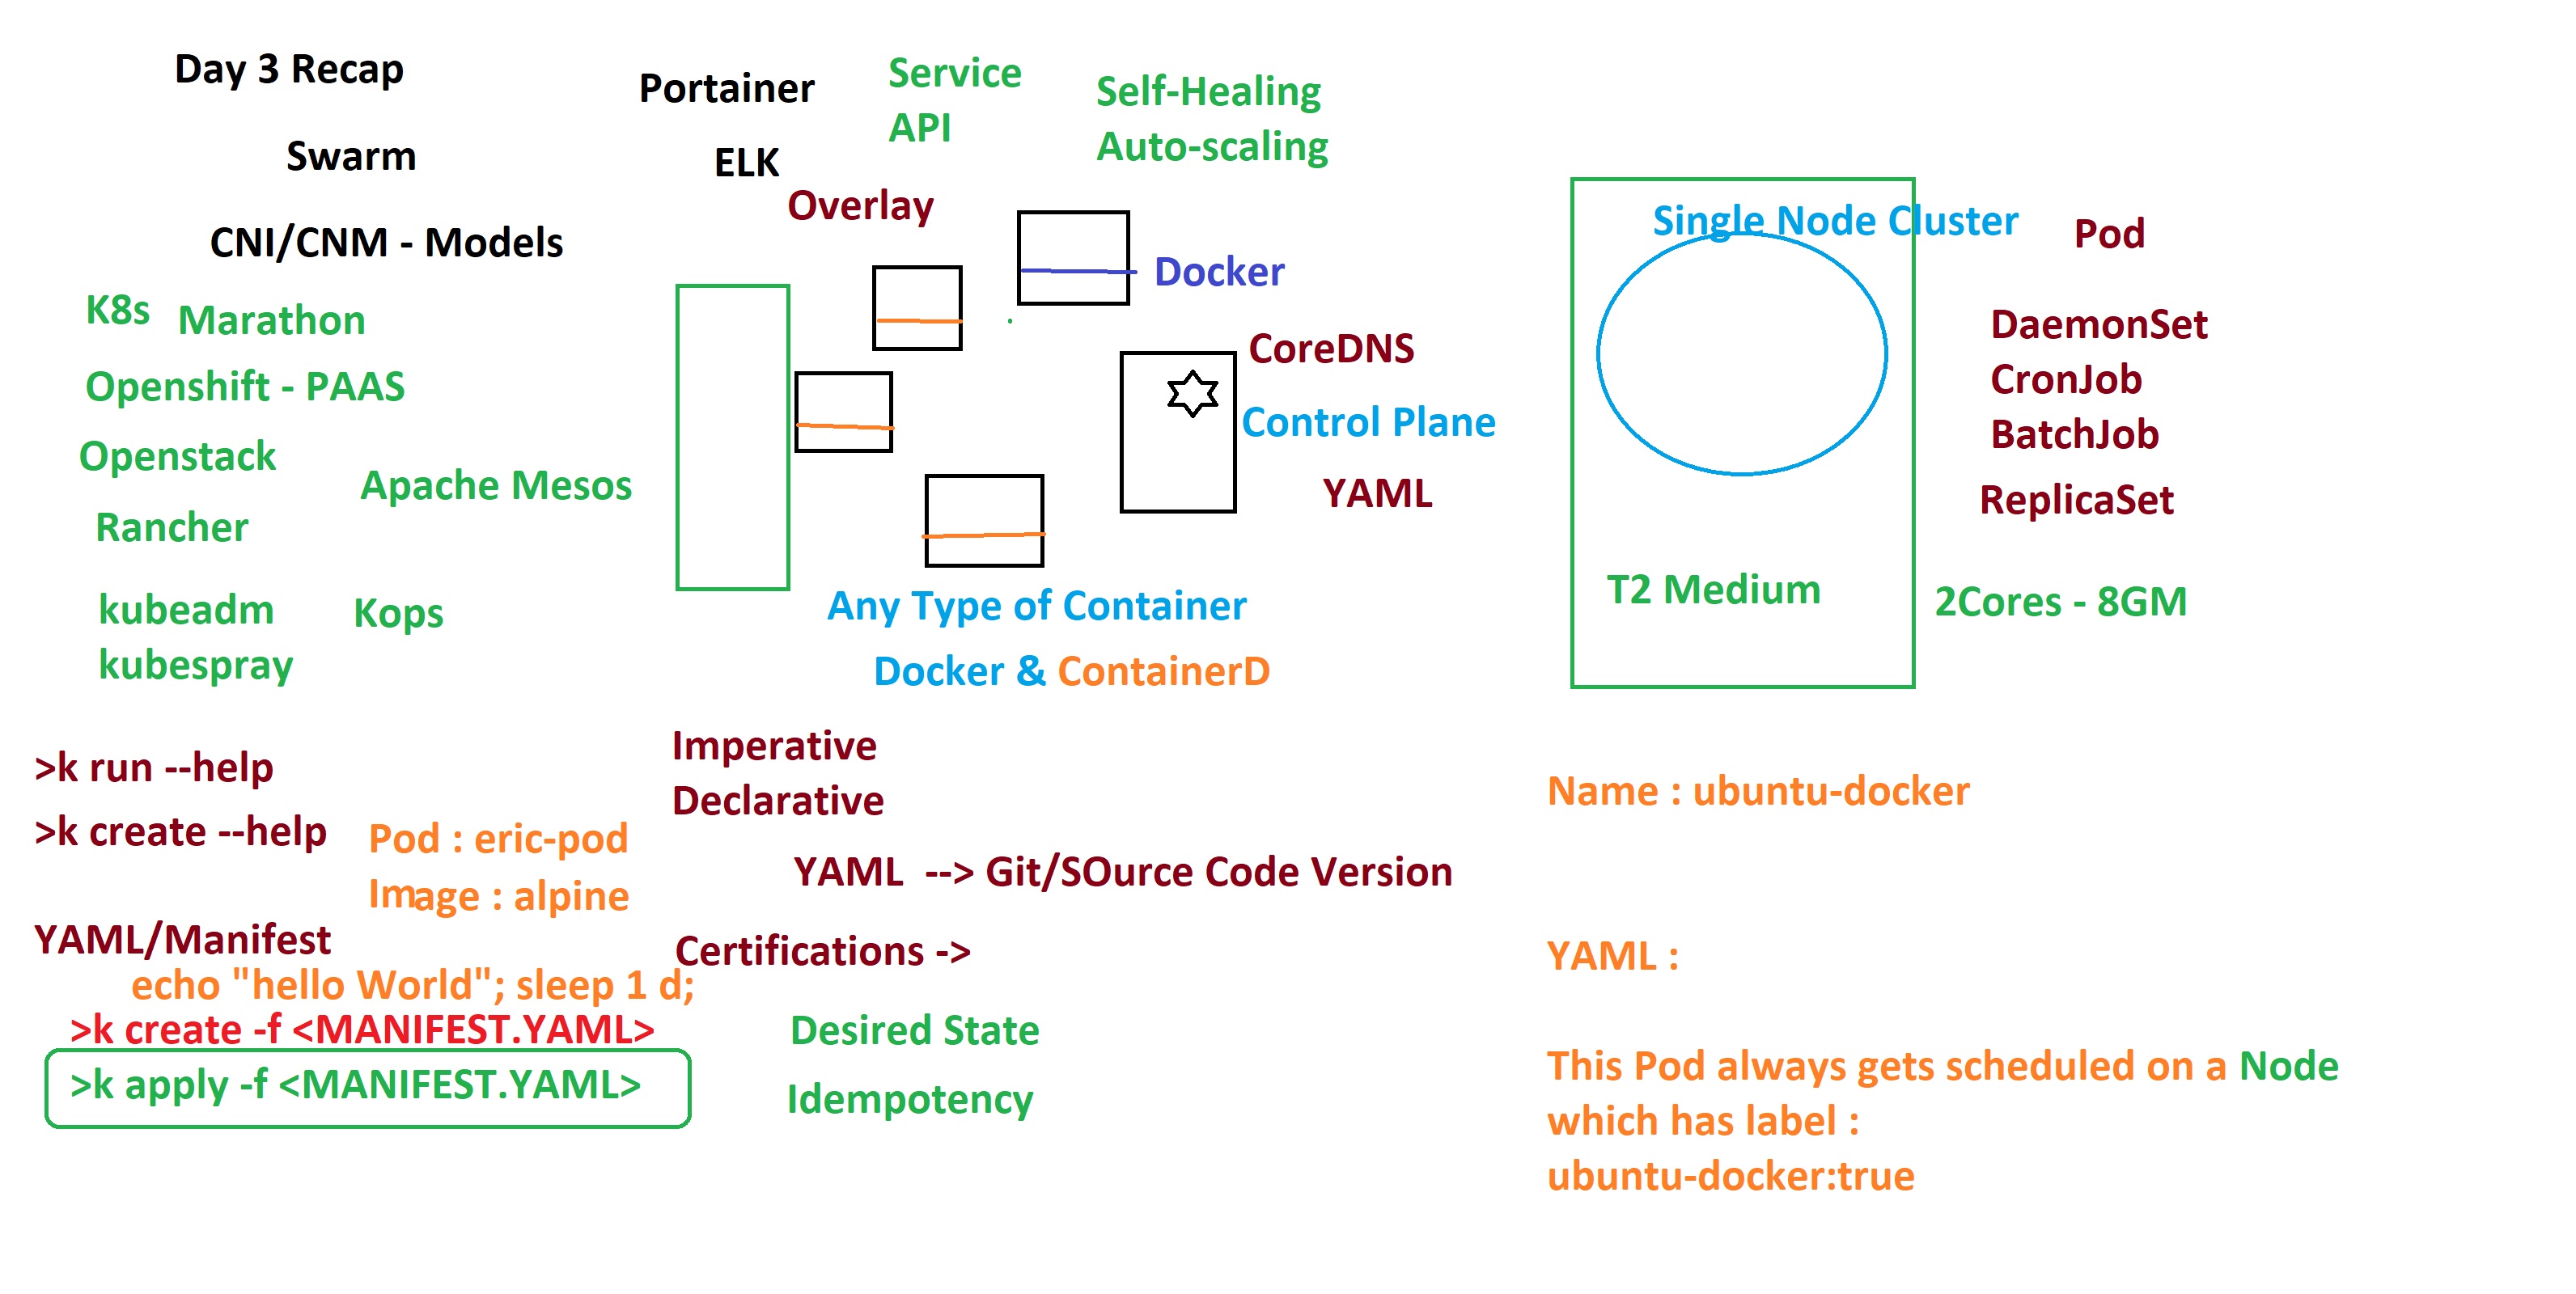 Day 3 Recap
Swarm
CNI/CNM - Models
K8s
Marathon
Openshift - PAAS
Openstack
Apache Mesos
Rancher
kubeadm
Kops
kubespray
Portainer
ELK
Service
API
Self-Healing
Auto-scaling
Overlay
Docker
CoreDNS
Control Plane
YAML
Any Type of Container
Docker & ContainerD
Single Node Cluster
T2 Medium
2Cores - 8GM
Pod
DaemonSet
CronJob
BatchJob
ReplicaSet
>k run --help
>k create --help
Pod : eric-pod
Image : alpine
YAML/Manifest
echo "hello World"; sleep 1 d;
>k create -f <MANIFEST.YAML>
>k apply -f <MANIFEST.YAML>
Imperative
Declarative
YAML --> Git/SOurce Code Version
Certifications ->
Desired State
Idempotency
Name : ubuntu-docker
YAML :
This Pod always gets scheduled on a Node
which has label :
ubuntu-docker:true